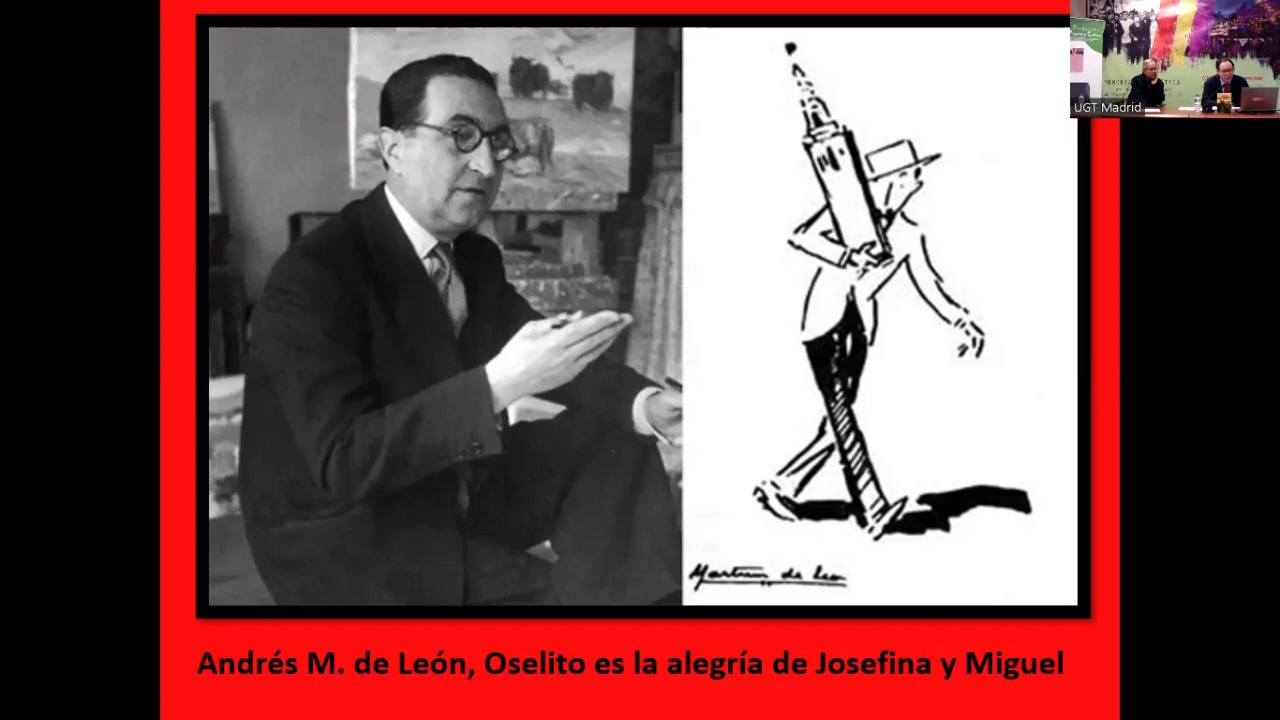 UGT Madrid
Martínez de León
Andrés M. de León, Oselito es la alegría de Josefina y Miguel